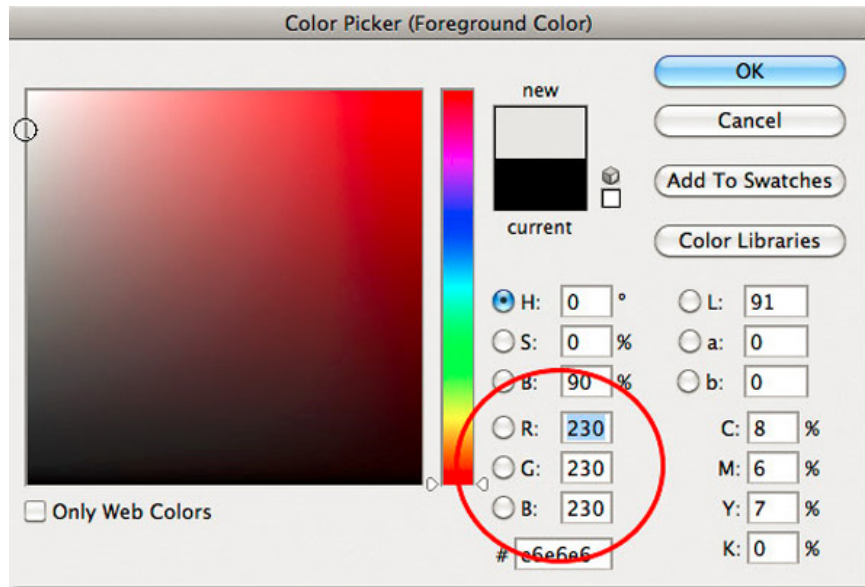 Color Picker (Foreground Color)
new
current
OK
Cancel
Add To Swatches
Color Libraries
H: 0 °
S: 0 %
B: 90 %
R: 230
G: 230
B: 230
# e6e6e6
L: 91
a: 0
b: 0
C: 8 %
M: 6 %
Y: 7 %
K: 0 %
Only Web Colors